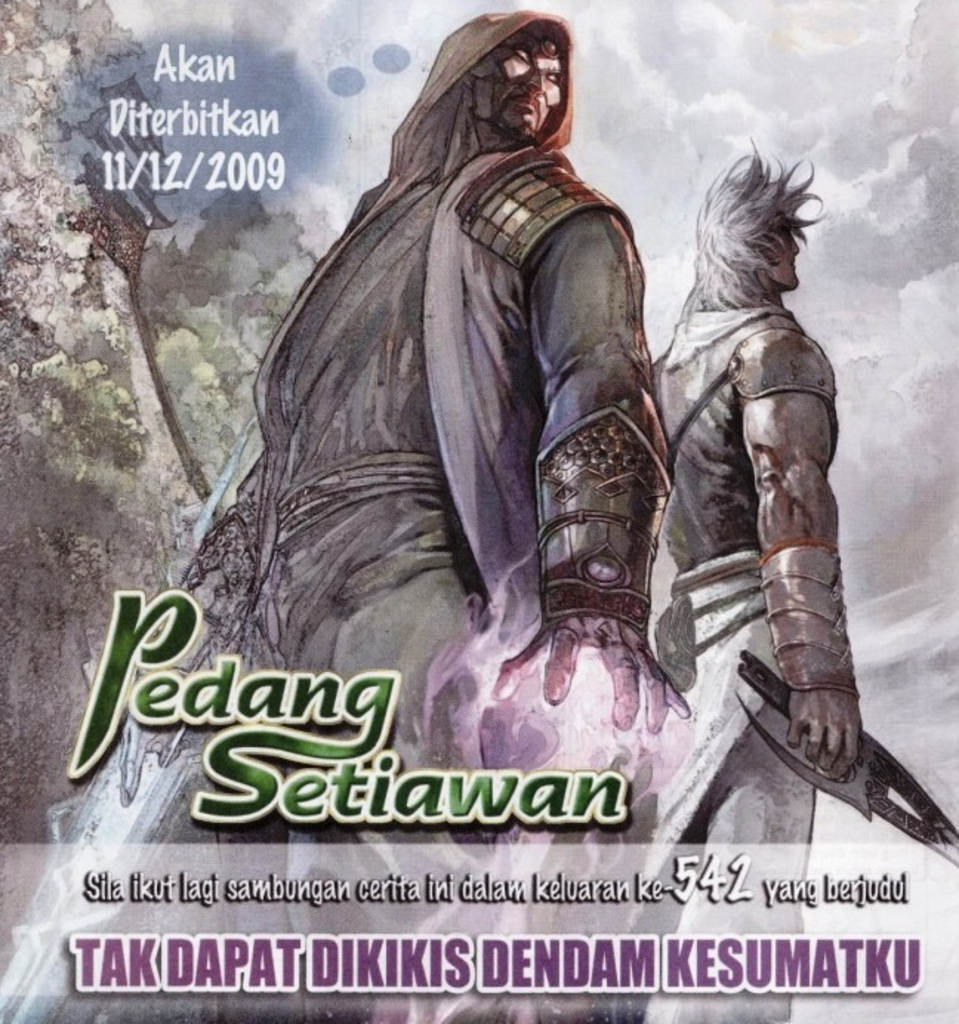 Akan
Diterbitkan
11/12/2009
Pedang
Setiawan
Sila ikut lagi sambungan cerita ini dalam keluaran ke-542 yang berjudul
TAK DAPAT DIKIKIS DENDAM KESUMATKU